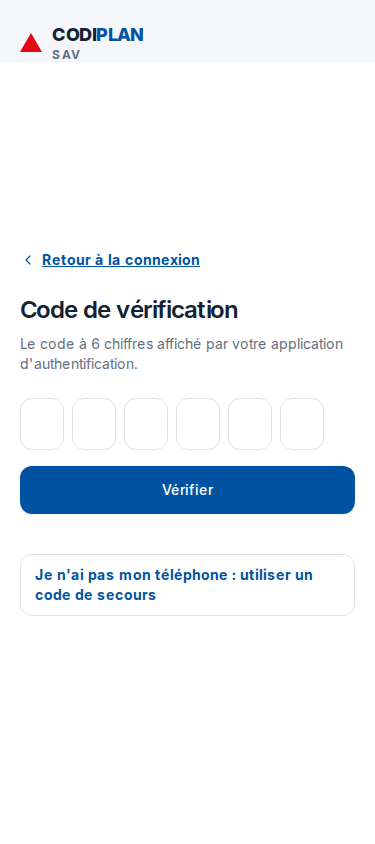 CODIPLAN
SAV
Retour à la connexion
Code de vérification
Le code à 6 chiffres affiché par votre application
d'authentification.
Vérifier
Je n'ai pas mon téléphone : utiliser un
code de secours